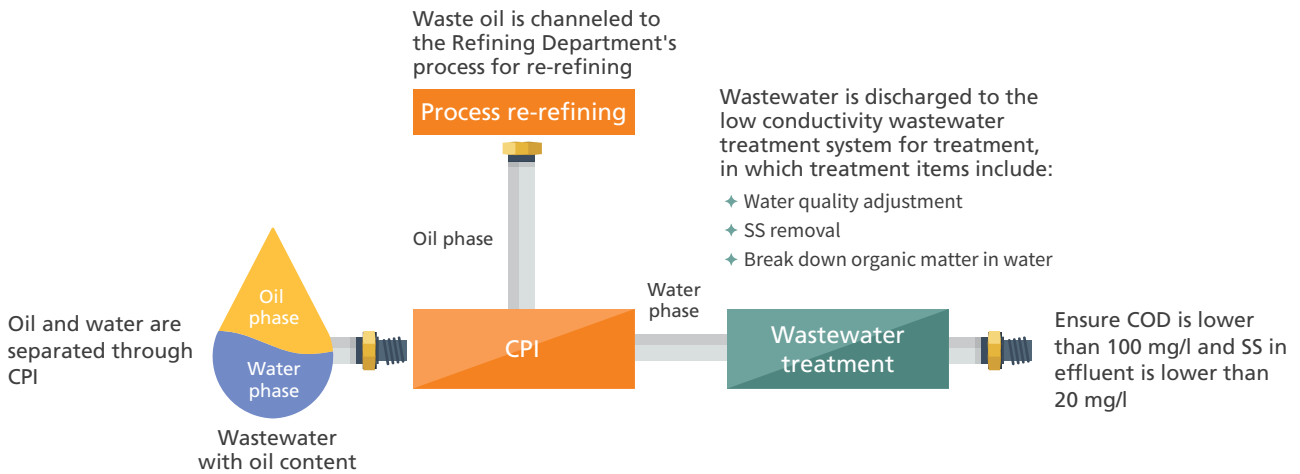 Waste oil is channeled to
the Refining Department's
process for re-refining
Process re-refining
Wastewater is discharged to the
low conductivity wastewater
treatment system for treatment,
in which treatment items include:
✦ Water quality adjustment
✦ SS removal
✦ Break down organic matter in water
Oil phase
Oil and water are
separated through
CPI
Oil
phase
Water
phase
Wastewater
with oil content
CPI
Water
phase
Wastewater
treatment
Ensure COD is lower
than 100 mg/l and SS in
effluent is lower than
20 mg/l